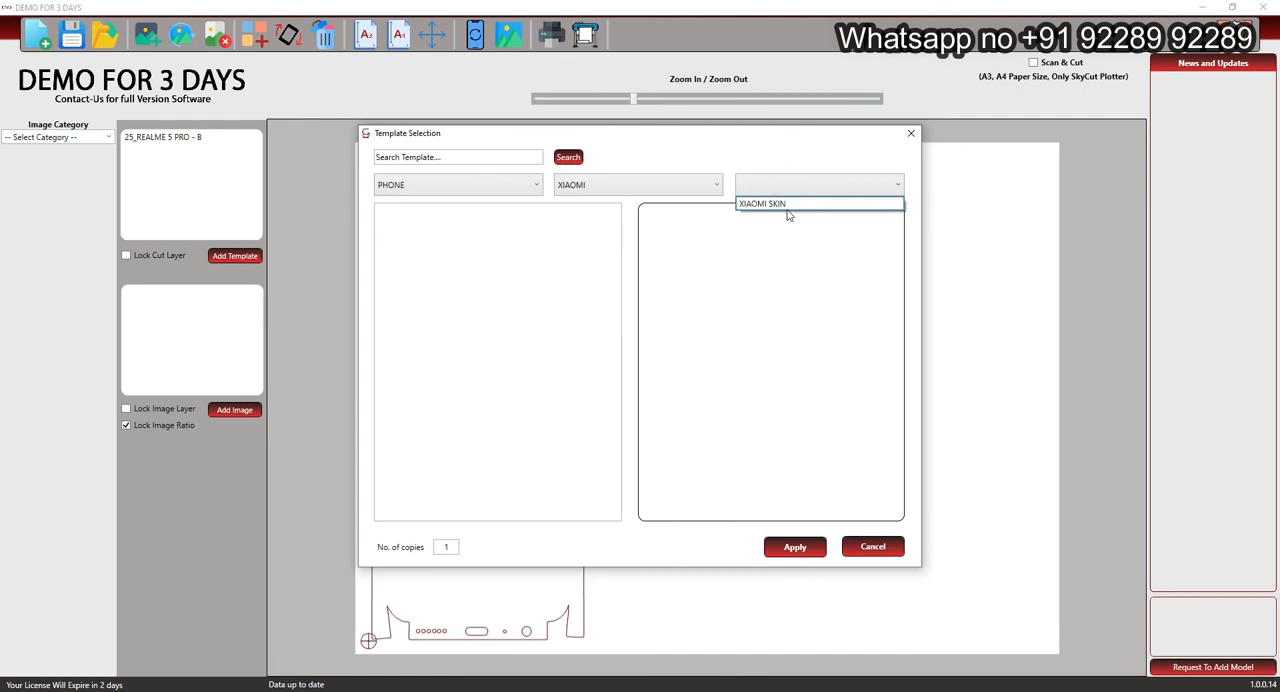 DEMO FOR 3 DAYS
Whatsapp no +91 92289 92289
DEMO FOR 3 DAYS
Contact-Us for full Version Software
Zoom In / Zoom Out
Scan & Cut
(A3, A4 Paper Size, Only SkyCut Plotter)
News and Updates
Image Category
-- Select Category --
25_REALME 5 PRO - B
Lock Cut Layer
Add Template
Lock Image Layer
Add Image
Lock Image Ratio
Template Selection
Search Template....
Search
PHONE
XIAOMI
XIAOMI SKIN
No. of copies
1
Apply
Cancel
Request To Add Model
Your License Will Expire in 2 days
Data up to date
1.0.0.14
A3
A4